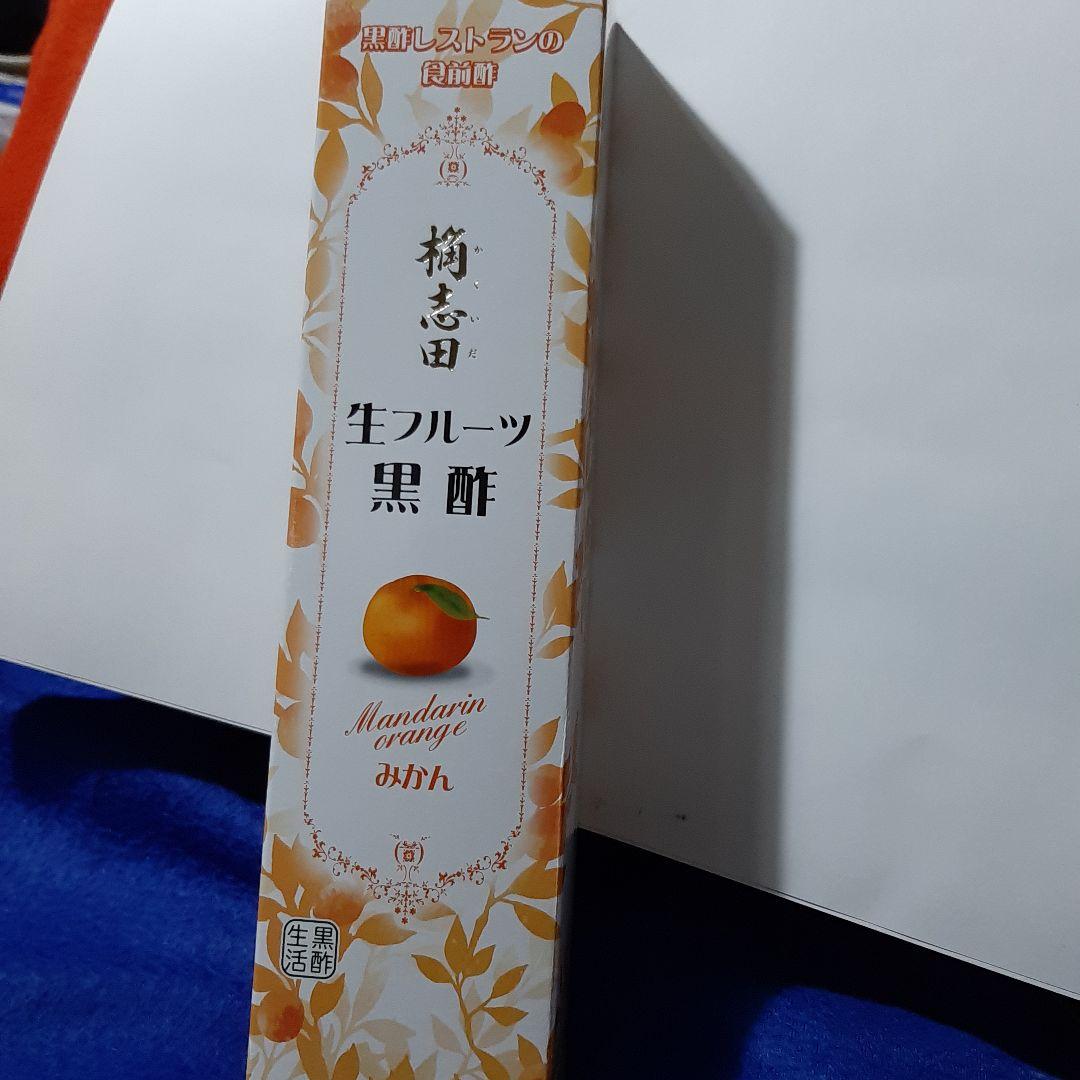 黒酢レストランの
食前酢
桷志田
かくいだ
生フルーツ
黒酢
Mandarin
orange
みかん
黒酢
生活